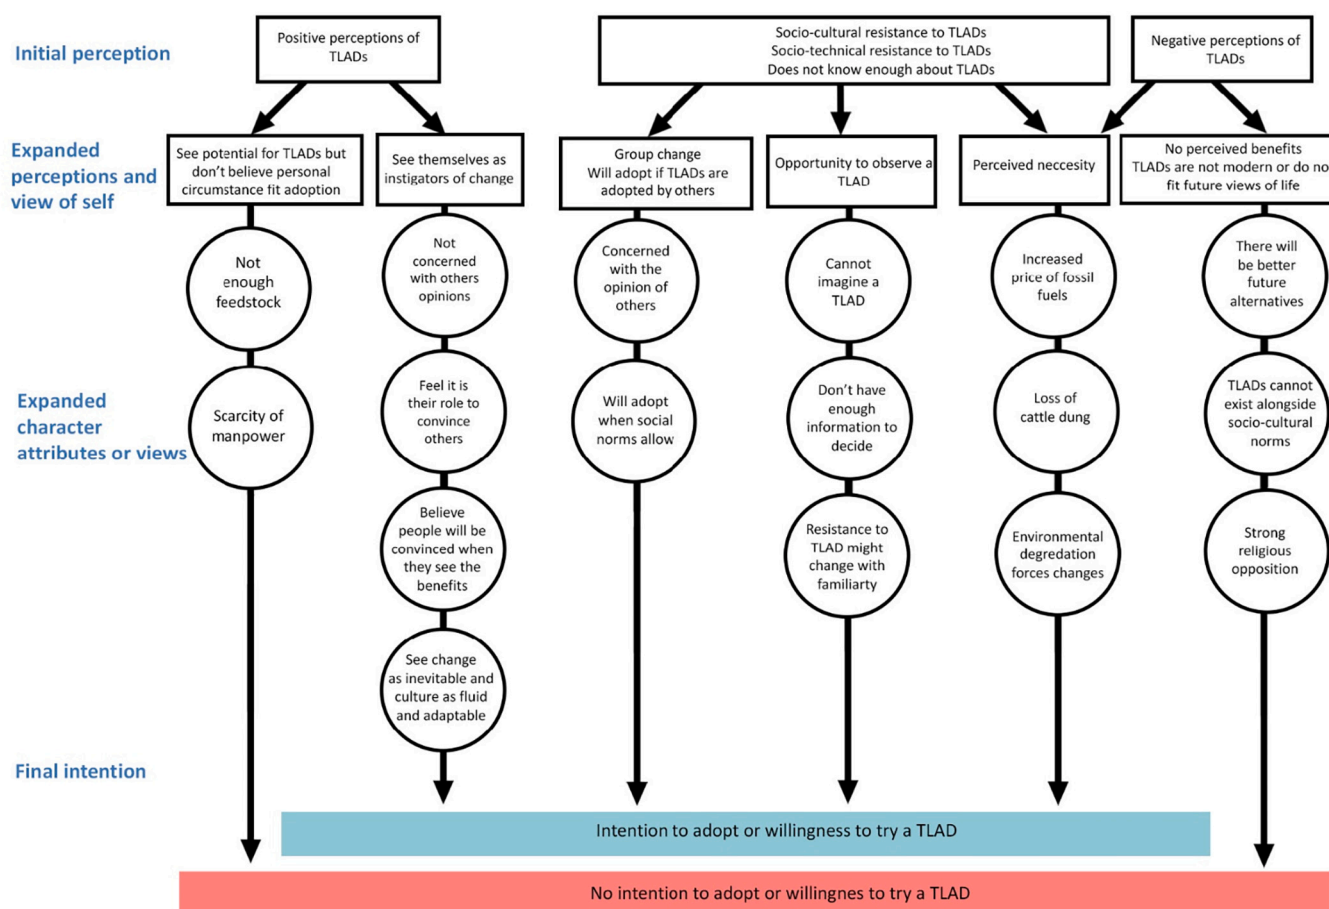 Initial perception
Positive perceptions of
TLADs
Socio-cultural resistance to TLADs
Socio-technical resistance to TLADs
Does not know enough about TLADs
Negative perceptions of
TLADs
Expanded
perceptions and
view of self
See potential for TLADs but
don't believe personal
circumstance fit adoption
See themselves as
instigators of change
Group change
Will adopt if TLADs are
adopted by others
Opportunity to observe a
TLAD
Perceived neccesity
No perceived benefits
TLADs are not modern or do no
fit future views of life
Not
enough
feedstock
Not
concerned
with others
opinions
Concerned
with the
opinion of
others
Cannot
imagine a
TLAD
Increased
price of fossil
fuels
There will
be better
future
alternatives
Expanded
character
attributes or views
Scarcity of
manpower
Feel it is
their role to
convince
others
Will adopt
when social
norms allow
Don't have
enough
information to
decide
Loss of
cattle dung
TLADs cannot
exist alongside
socio-cultural
norms
Believe
people will be
convinced when
they see the
benefits
Resistance to
TLAD might
change with
familiarty
Environmental
degredation
forces changes
Strong
religious
opposition
See change
as inevitable and
culture as fluid
and adaptable
Final intention
Intention to adopt or willingness to try a TLAD
No intention to adopt or willingnes to try a TLAD